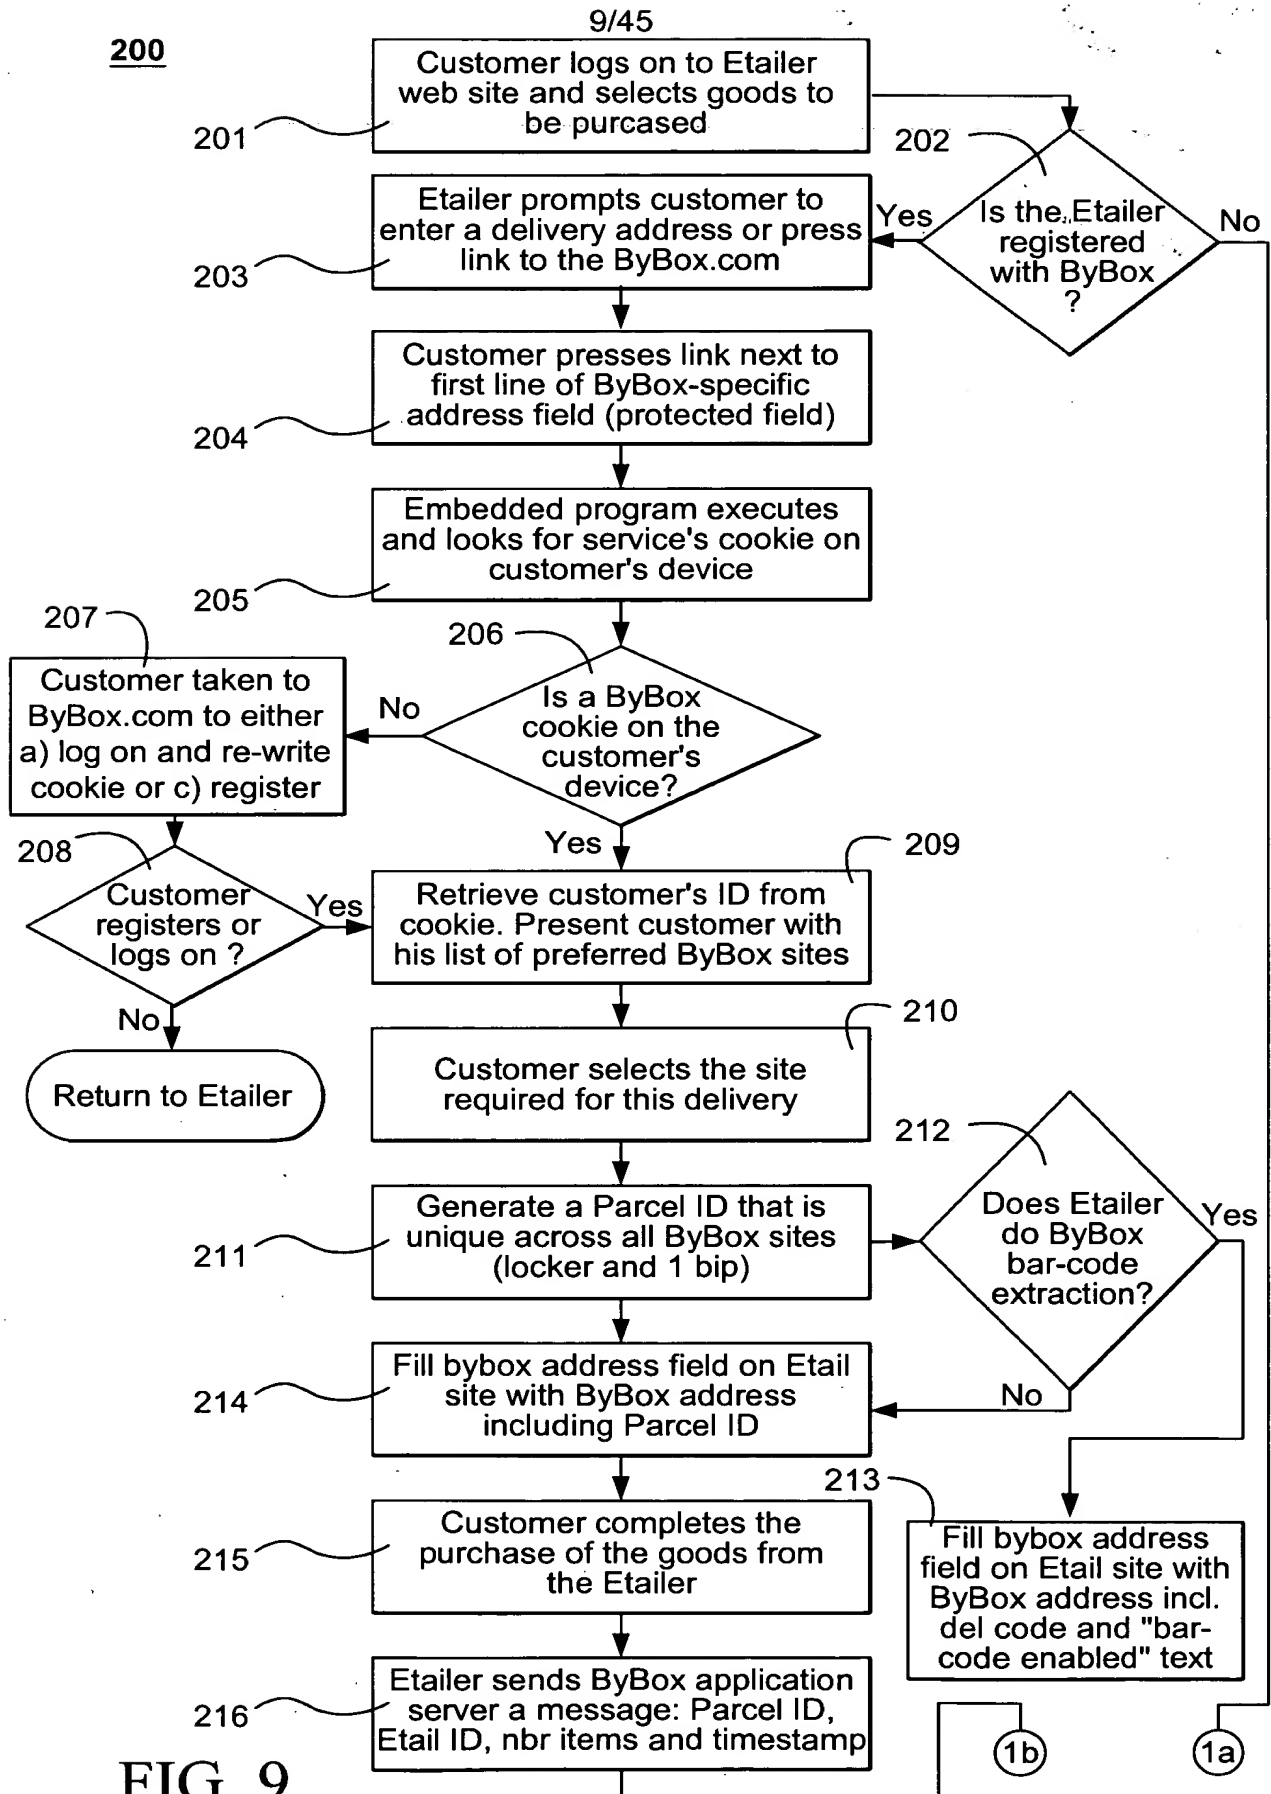 9/45
200
Customer logs on to Etailer
web site and selects goods to
be purcased
201
202
Is the Etailer
registered
with ByBox
?
Yes
No
Etailer prompts customer to
enter a delivery address or press
link to the ByBox.com
203
Customer presses link next to
first line of ByBox-specific
address field (protected field)
204
Embedded program executes
and looks for service's cookie on
customer's device
205
206
Is a ByBox
cookie on the
customer's
device?
No
Yes
207
Customer taken to
ByBox.com to either
a) log on and re-write
cookie or c) register
208
Customer
registers or
logs on ?
Yes
No
Return to Etailer
209
Retrieve customer's ID from
cookie. Present customer with
his list of preferred ByBox sites
210
Customer selects the site
required for this delivery
211
Generate a Parcel ID that is
unique across all ByBox sites
(locker and 1 bip)
212
Does Etailer
do ByBox
bar-code
extraction?
Yes
No
214
Fill bybox address field on Etail
site with ByBox address
including Parcel ID
213
Fill bybox address
field on Etail site with
ByBox address incl.
del code and "bar-
code enabled" text
215
Customer completes the
purchase of the goods from
the Etailer
216
Etailer sends ByBox application
server a message: Parcel ID,
Etail ID, nbr items and timestamp
1b
1a
FIG. 9